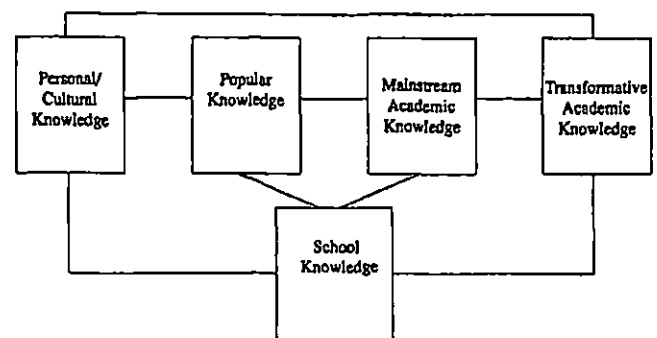 Personal/
Cultural
Knowledge
Popular
Knowledge
Mainstream
Academic
Knowledge
Transformative
Academic
Knowledge
School
Knowledge